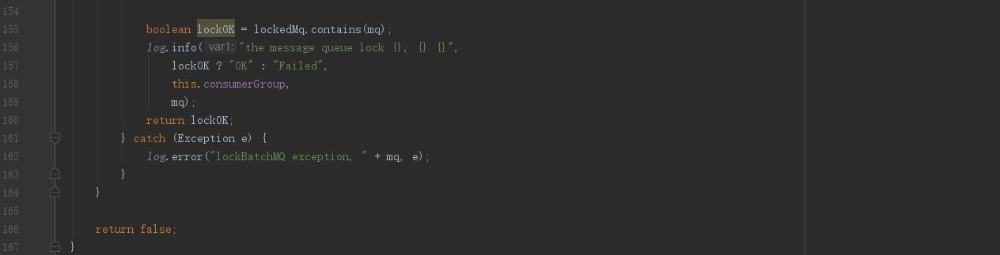 154
155 boolean lockOK = lockedMq.contains(mq);
156 log.info( var1: "the message queue lock {}, {} {}",
157 lockOK ? "OK" : "Failed",
158 this.consumerGroup,
159 mq);
160 return lockOK;
161 } catch (Exception e) {
162 log.error("lockBatchMQ exception, " + mq, e);
163 }
164 }
165
166 return false;
167 }